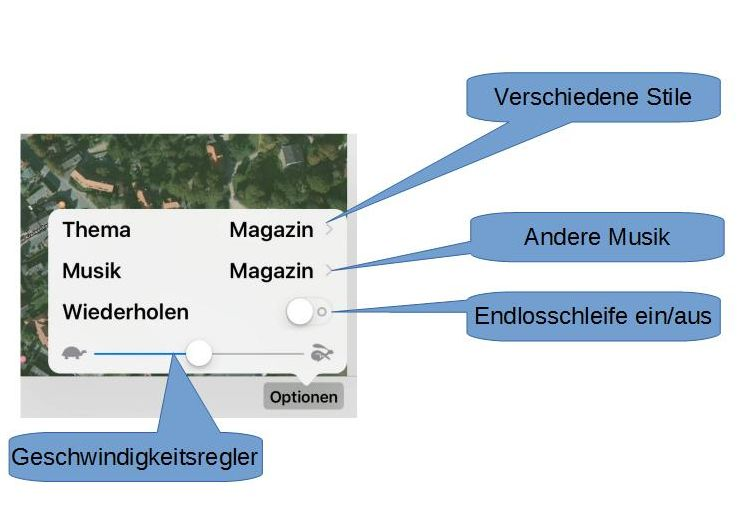 Verschiedene Stile
Thema Magazin
Andere Musik
Musik Magazin
Wiederholen
Endlosschleife ein/aus
Optionen
Geschwindigkeitsregler